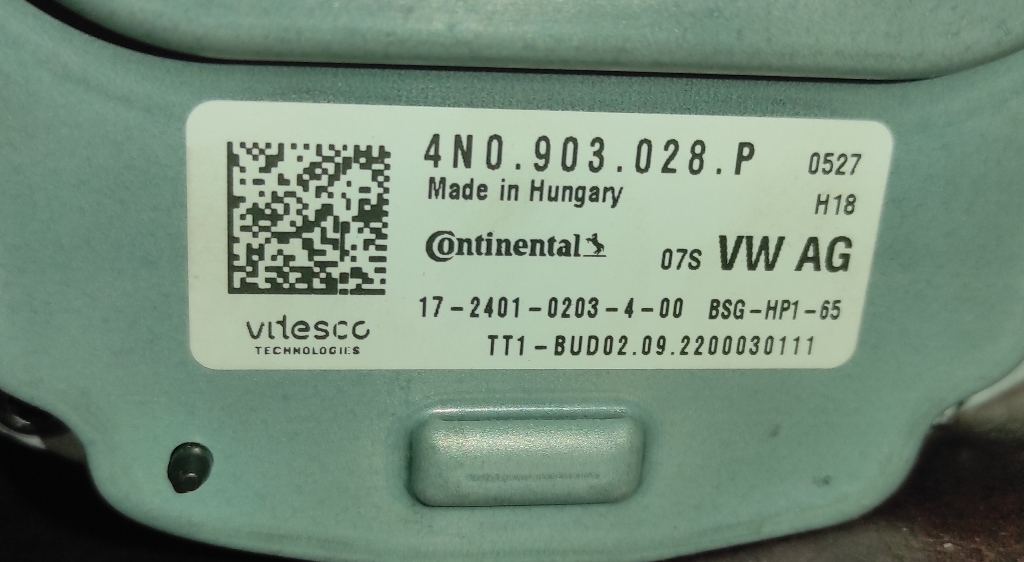 4N0.903.028.P 0527
Made in Hungary H18
Continental 07S VW AG
17-2401-0203-4-00 BSG-HP1-65
vitesco
TECHNOLOGIES
TT1-BUD02.09.2200030111